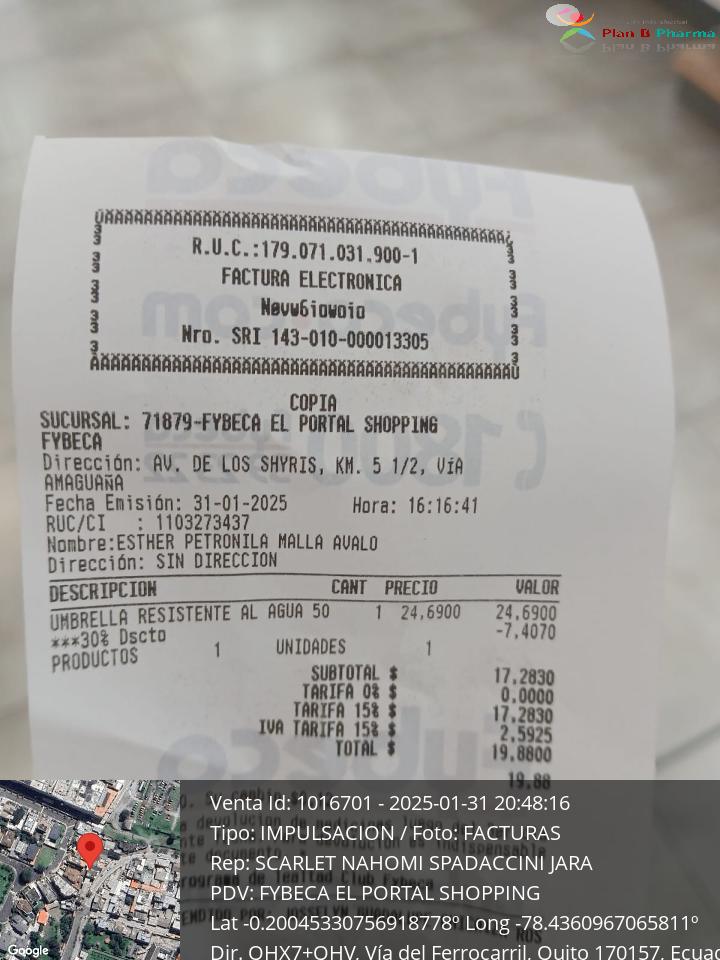 Plan B Pharma
R.U.C.:179.071.031.900-1
FACTURA ELECTRONICA
Nro. SRI 143-010-000013305
COPIA
SUCURSAL: 71879-FYBECA EL PORTAL SHOPPING
FYBECA
Dirección: AV. DE LOS SHYRIS, KM. 5 1/2, VíA
AMAGUAñA
Fecha Emisión: 31-01-2025 Hora: 16:16:41
RUC/CI : 1103273437
Nombre:ESTHER PETRONILA MALLA AVALO
Dirección: SIN DIRECCION
DESCRIPCION CANT PRECIO VALOR
UMBRELLA RESISTENTE AL AGUA 50 1 24,6900 24,6900
***30% Dscto -7,4070
PRODUCTOS 1 UNIDADES 1
SUBTOTAL $ 17,2830
TARIFA 0% $ 0.0000
TARIFA 15% $ 17,2830
IVA TARIFA 15% $ 2.5925
TOTAL $ 19,8800
19,88
Venta Id: 1016701 - 2025-01-31 20:48:16
Tipo: IMPULSACION / Foto: FACTURAS
Rep: SCARLET NAHOMI SPADACCINI JARA
PDV: FYBECA EL PORTAL SHOPPING
Lat -0.20045330756918778º Long -78.4360967065811º
Dir. QHX7+QHV, Vía del Ferrocarril, Quito 170157, Ecuad
Google